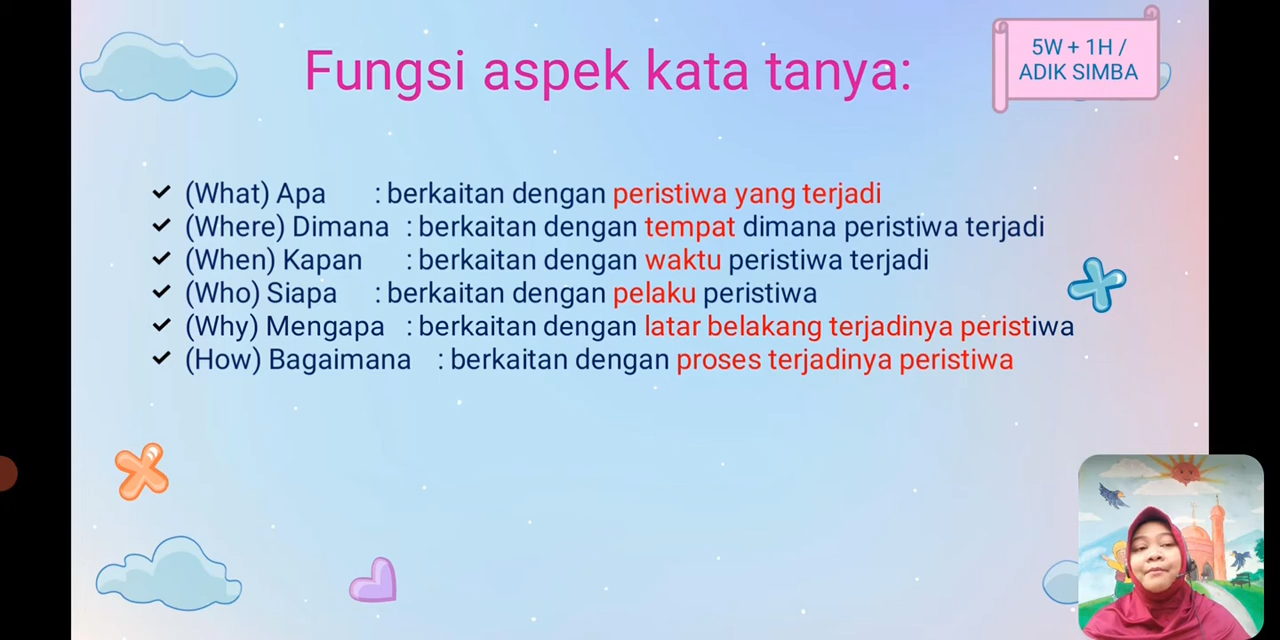 Fungsi aspek kata tanya:
5W + 1H /
ADIK SIMBA
(What) Apa : berkaitan dengan peristiwa yang terjadi
(Where) Dimana : berkaitan dengan tempat dimana peristiwa terjadi
(When) Kapan : berkaitan dengan waktu peristiwa terjadi
(Who) Siapa : berkaitan dengan pelaku peristiwa
(Why) Mengapa : berkaitan dengan latar belakang terjadinya peristiwa
(How) Bagaimana : berkaitan dengan proses terjadinya peristiwa